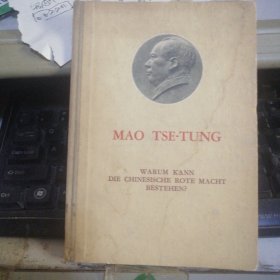 MAO TSE-TUNG
WARUM KANN
DIE CHINESISCHE ROTE MACHT
BESTEHEN?